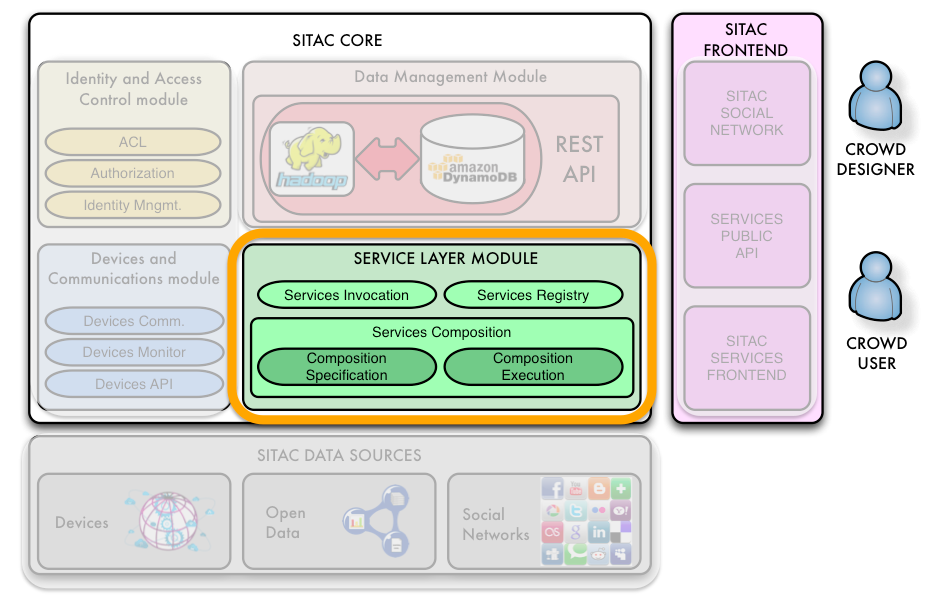 SITAC CORE
Identity and Access
Control module
ACL
Authorization
Identity Mngmt.
Data Management Module
hadoop
amazon
DynamoDB
REST
API
Devices and
Communications module
Devices Comm.
Devices Monitor
Devices API
SERVICE LAYER MODULE
Services Invocation
Services Registry
Services Composition
Composition
Specification
Composition
Execution
SITAC
FRONTEND
SITAC
SOCIAL
NETWORK
SERVICES
PUBLIC
API
SITAC
SERVICES
FRONTEND
CROWD
DESIGNER
CROWD
USER
SITAC DATA SOURCES
Devices
Open
Data
Social
Networks